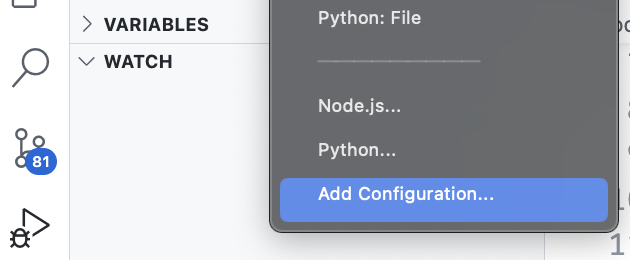 Python: File
VARIABLES
WATCH
Node.js...
Python...
81
Add Configuration...